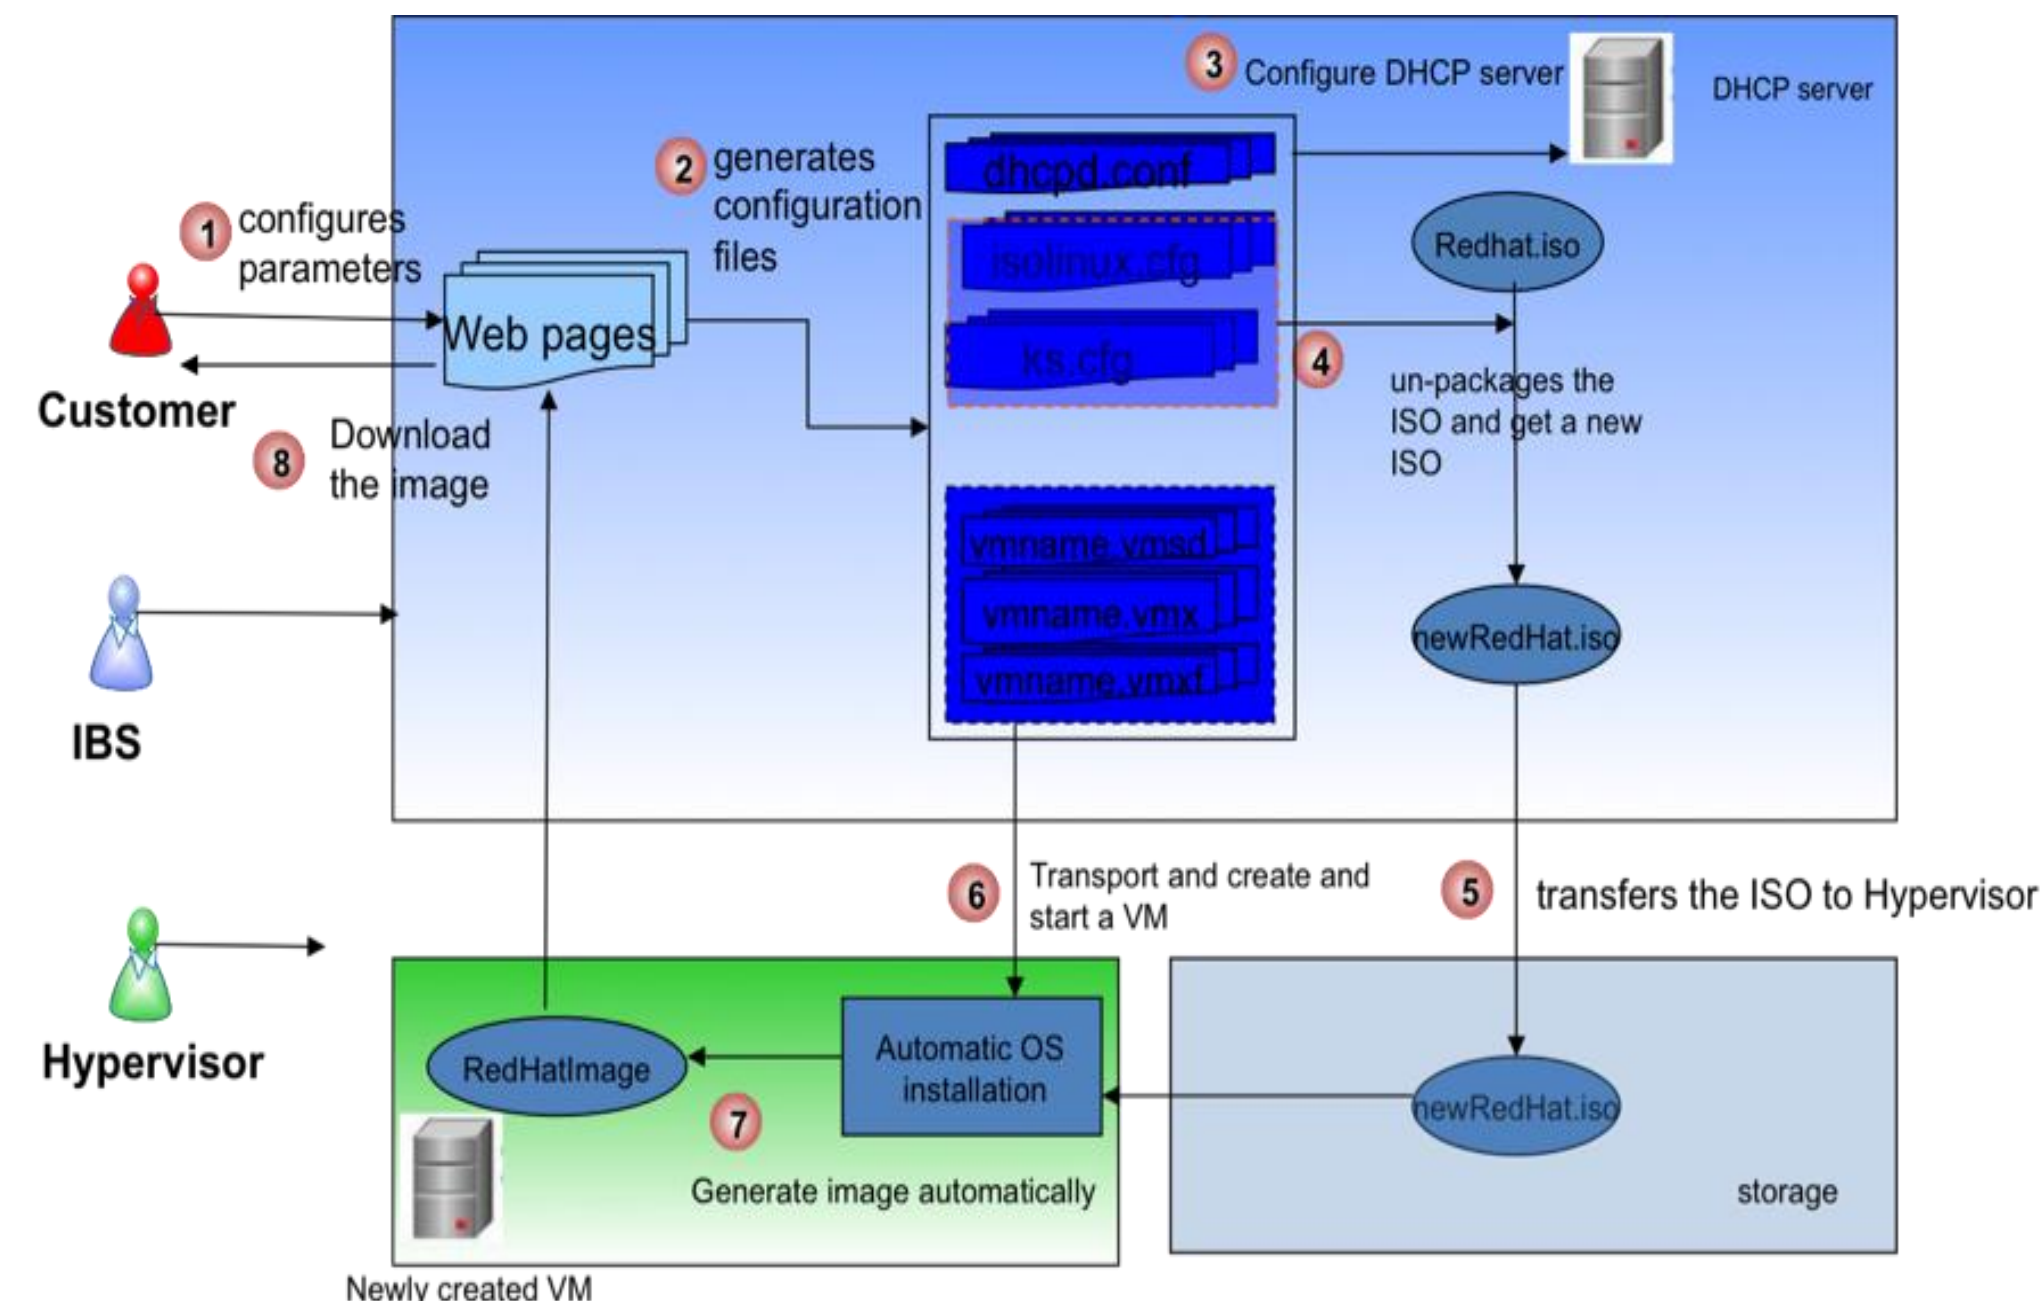 3 Configure DHCP server
DHCP server
2 generates
configuration
files
dhcpd.conf
1 configures
parameters
isolinux.cfg
Redhat.iso
Web pages
ks.cfg
4
un-packages the
ISO and get a new
ISO
Customer
8 Download
the image
vmname.vmsd
vmname.vmx
vmname.vmxf
newRedHat.iso
IBS
6 Transport and create and
start a VM
5 transfers the ISO to Hypervisor
Hypervisor
RedHatImage
Automatic OS
installation
newRedHat.iso
7
Generate image automatically
storage
Newly created VM